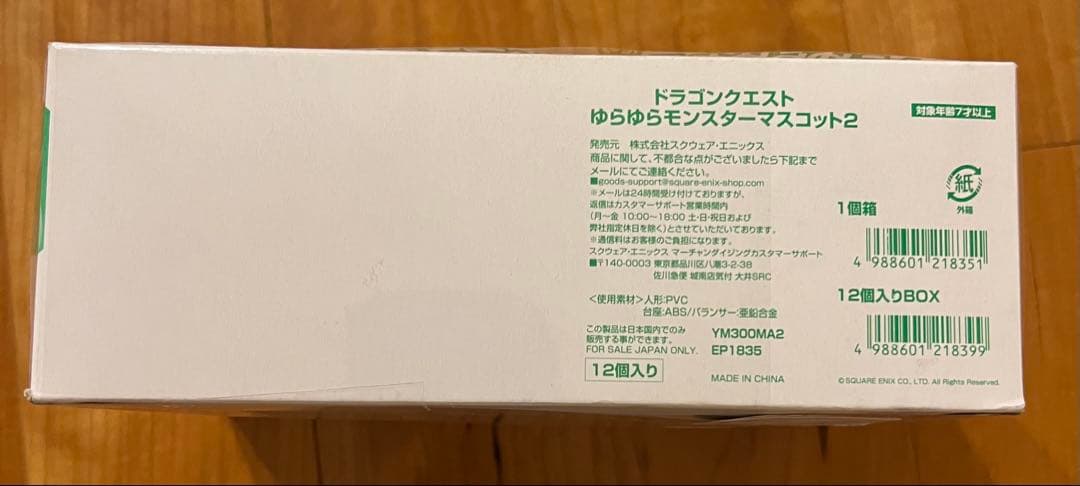 ドラゴンクエスト
ゆらゆらモンスターマスコット2
対象年齢7才以上
発売元 株式会社スクウェア・エニックス
商品に関して、不都合な点がございましたら下記まで
メールにてご連絡ください。
■goods-support@square-enix-shop.com
※メールは24時間受け付けておりますが、
返信はカスタマーサポート営業時間内
(月〜金 10:00〜18:00 土・日・祝日および
弊社指定休日を除く)とさせていただいております。
※通信料はお客様のご負担になります。
スクウェア・エニックス マーチャンダイジングカスタマーサポート
■〒140-0003 東京都品川区八潮3-2-38
佐川急便 城南店気付 大井SRC
<使用素材>人形:PVC
台座:ABS/バランサー:亜鉛合金
この製品は日本国内でのみ
販売する事ができます。
FOR SALE JAPAN ONLY.
YM300MA2
EP1835
12個入り
MADE IN CHINA
紙
外箱
1個箱
4 988601 218351
12個入りBOX
4 988601 218399
©SQUARE ENIX CO., LTD. All Rights Reserved.